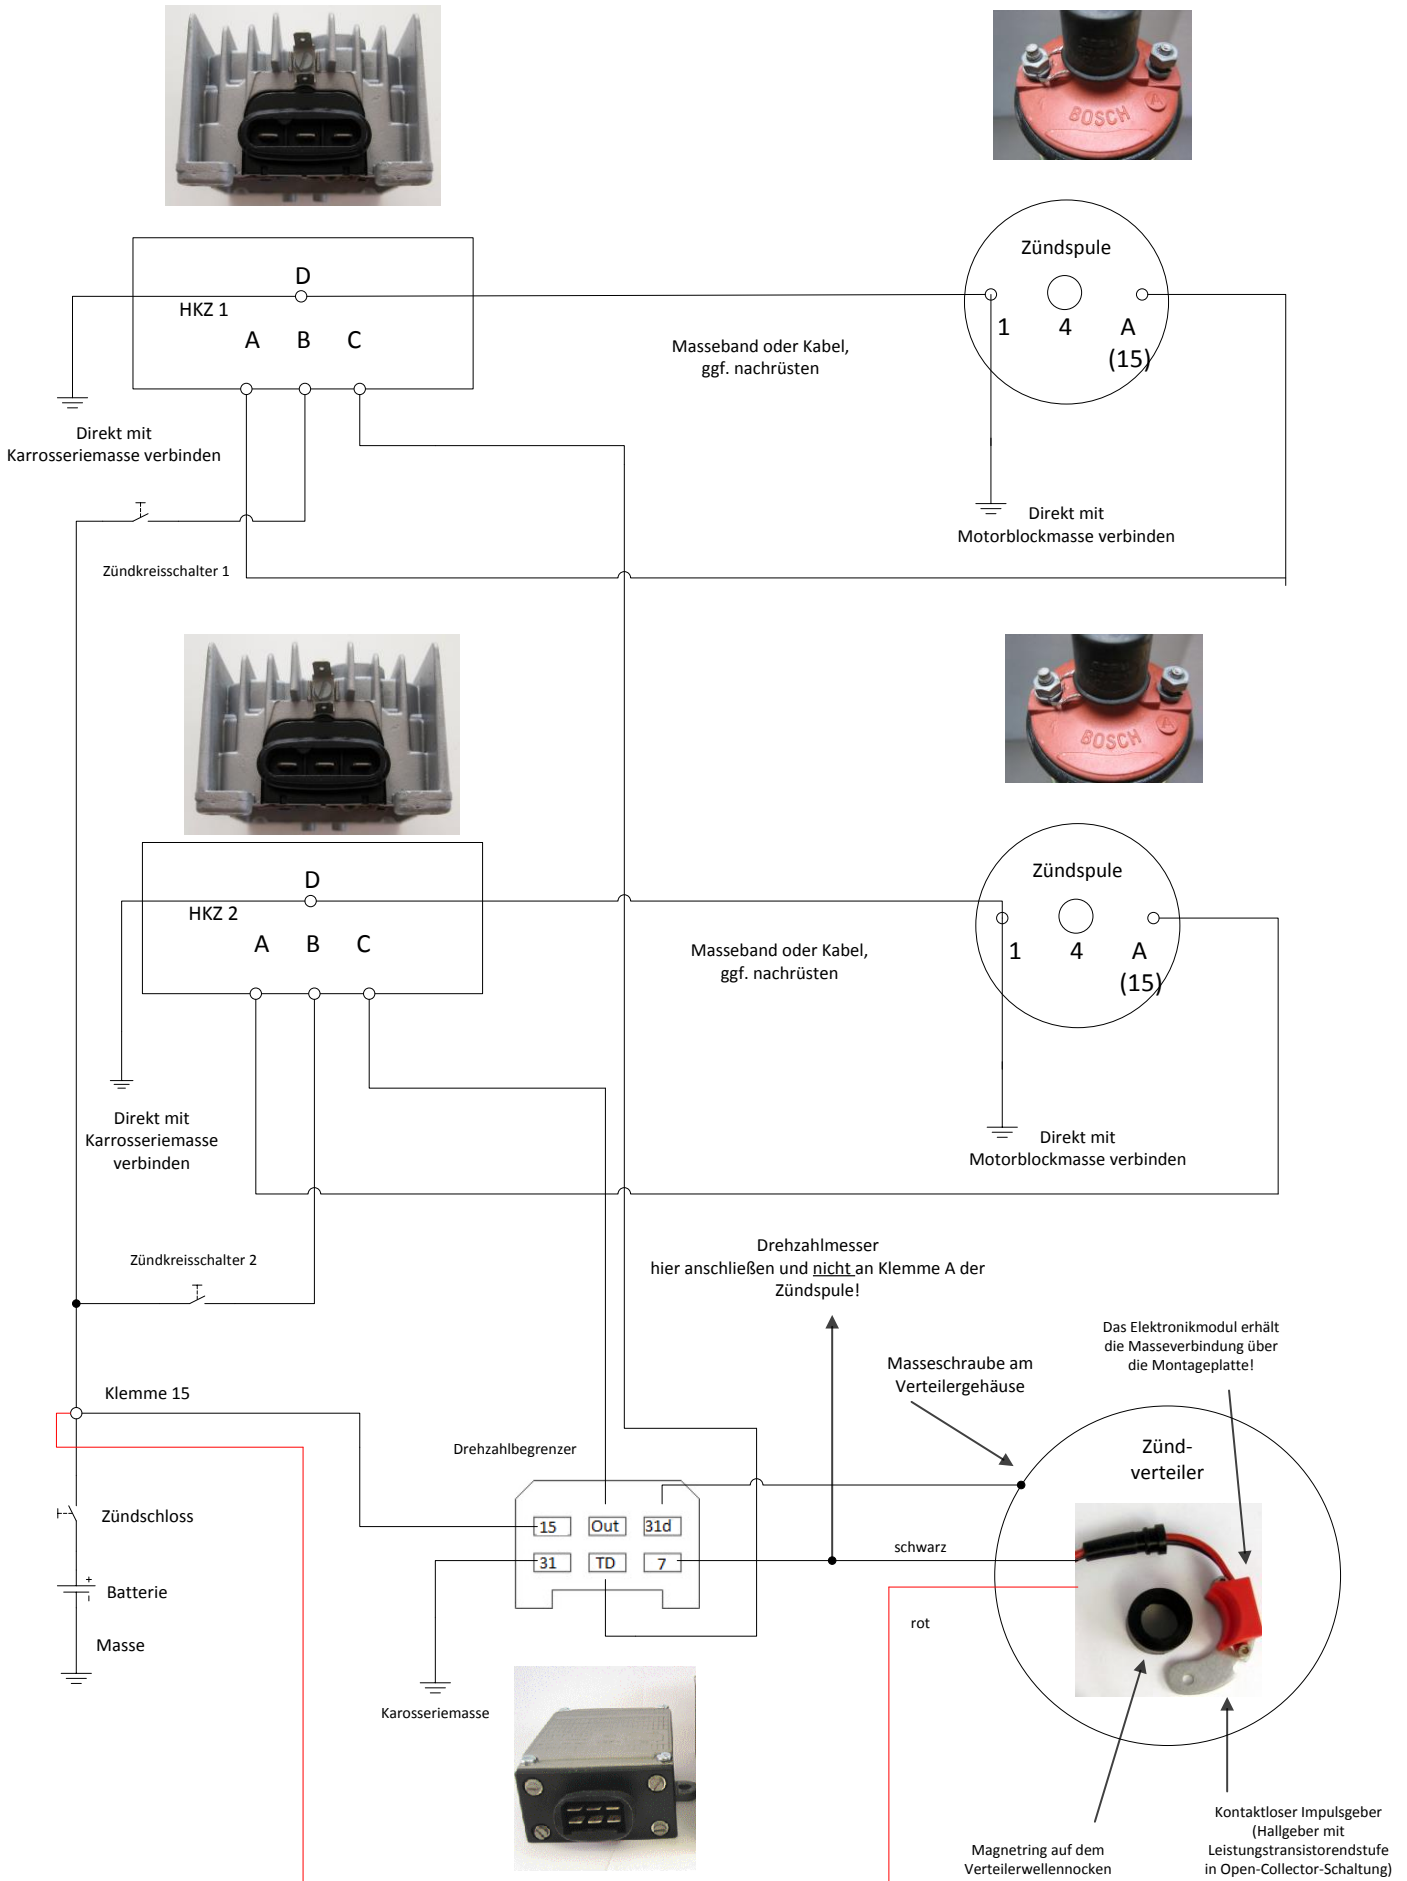 BOSCH
A
D
HKZ 1
A B C
Zündspule
1 4 A
(15)
Masseband oder Kabel,
ggf. nachrüsten
Direkt mit
Karrosseriemasse verbinden
Direkt mit
Motorblockmasse verbinden
Zündkreisschalter 1
BOSCH
A
D
HKZ 2
A B C
Zündspule
1 4 A
(15)
Masseband oder Kabel,
ggf. nachrüsten
Direkt mit
Karrosseriemasse
verbinden
Direkt mit
Motorblockmasse verbinden
Zündkreisschalter 2
Drehzahlmesser
hier anschließen und nicht an Klemme A der
Zündspule!
Das Elektronikmodul erhält
die Masseverbindung über
die Montageplatte!
Masseschraube am
Verteilergehäuse
Klemme 15
Drehzahlbegrenzer
Zünd-
verteiler
Zündschloss
15 Out 31d
31 TD 7
schwarz
+
Batterie
-
rot
Masse
Karosseriemasse
Kontaktloser Impulsgeber
(Hallgeber mit
Leistungstransistorendstufe
in Open-Collector-Schaltung)
Magnetring auf dem
Verteilerwellennocken